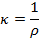 κ = 1/ρ